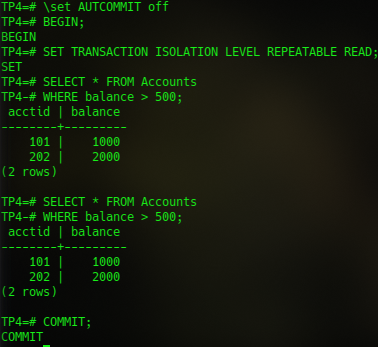 TP4=# \set AUTOCOMMIT off
TP4=# BEGIN;
BEGIN
TP4=# SET TRANSACTION ISOLATION LEVEL REPEATABLE READ;
SET
TP4=# SELECT * FROM Accounts
TP4-# WHERE balance > 500;
 acctid | balance
--------+---------
    101 |    1000
    202 |    2000
(2 rows)

TP4=# SELECT * FROM Accounts
TP4-# WHERE balance > 500;
 acctid | balance
--------+---------
    101 |    1000
    202 |    2000
(2 rows)

TP4=# COMMIT;
COMMIT